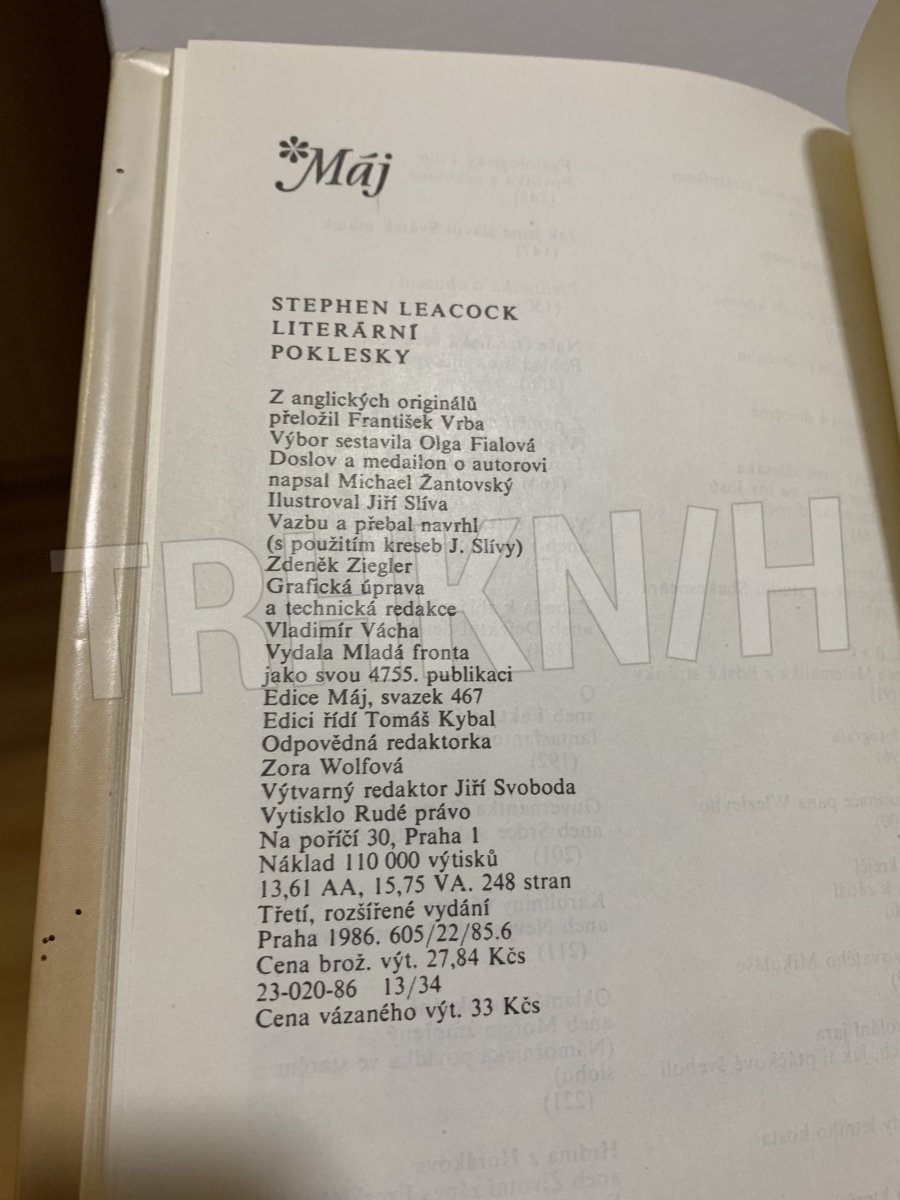 *Máj
STEPHEN LEACOCK
LITERÁRNÍ
POKLESKY
Z anglických originálů
přeložil František Vrba
Výbor sestavila Olga Fialová
Doslov a medailon o autorovi
napsal Michael Žantovský
Ilustroval Jiří Slíva
Vazbu a přebal navrhl
(s použitím kreseb J. Slívy)
Zdeněk Ziegler
Grafická úprava
a technická redakce
Vladimír Vácha
Vydala Mladá fronta
jako svou 4755. publikaci
Edice Máj, svazek 467
Edici řídí Tomáš Kybal
Odpovědná redaktorka
Zora Wolfová
Výtvarný redaktor Jiří Svoboda
Vytisklo Rudé právo
Na poříčí 30, Praha 1
Náklad 110 000 výtisků
13,61 AA, 15,75 VA. 248 stran
Třetí, rozšířené vydání
Praha 1986. 605/22/85.6
Cena brož. výt. 27,84 Kčs
23-020-86 13/34
Cena vázaného výt. 33 Kčs